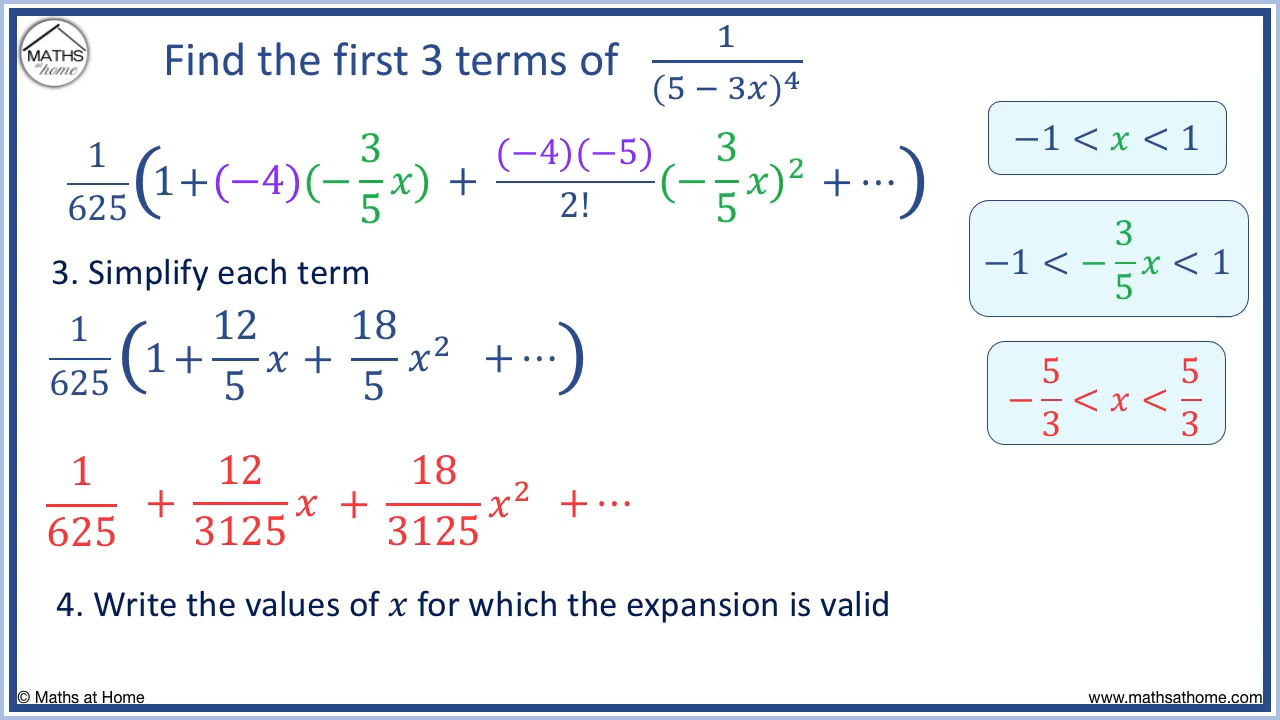 MATHS
at
home
Find the first 3 terms of 1/(5 − 3x)⁴
1/625 (1+(−4)(−3/5 x) + (−4)(−5)/2! (−3/5 x)² + ⋯)
3. Simplify each term
1/625 (1+12/5 x + 18/5 x² + ⋯)
1/625 + 12/3125 x + 18/3125 x² + ⋯
4. Write the values of x for which the expansion is valid
−1 < x < 1
−1 < −3/5 x < 1
−5/3 < x < 5/3
© Maths at Home
www.mathsathome.com